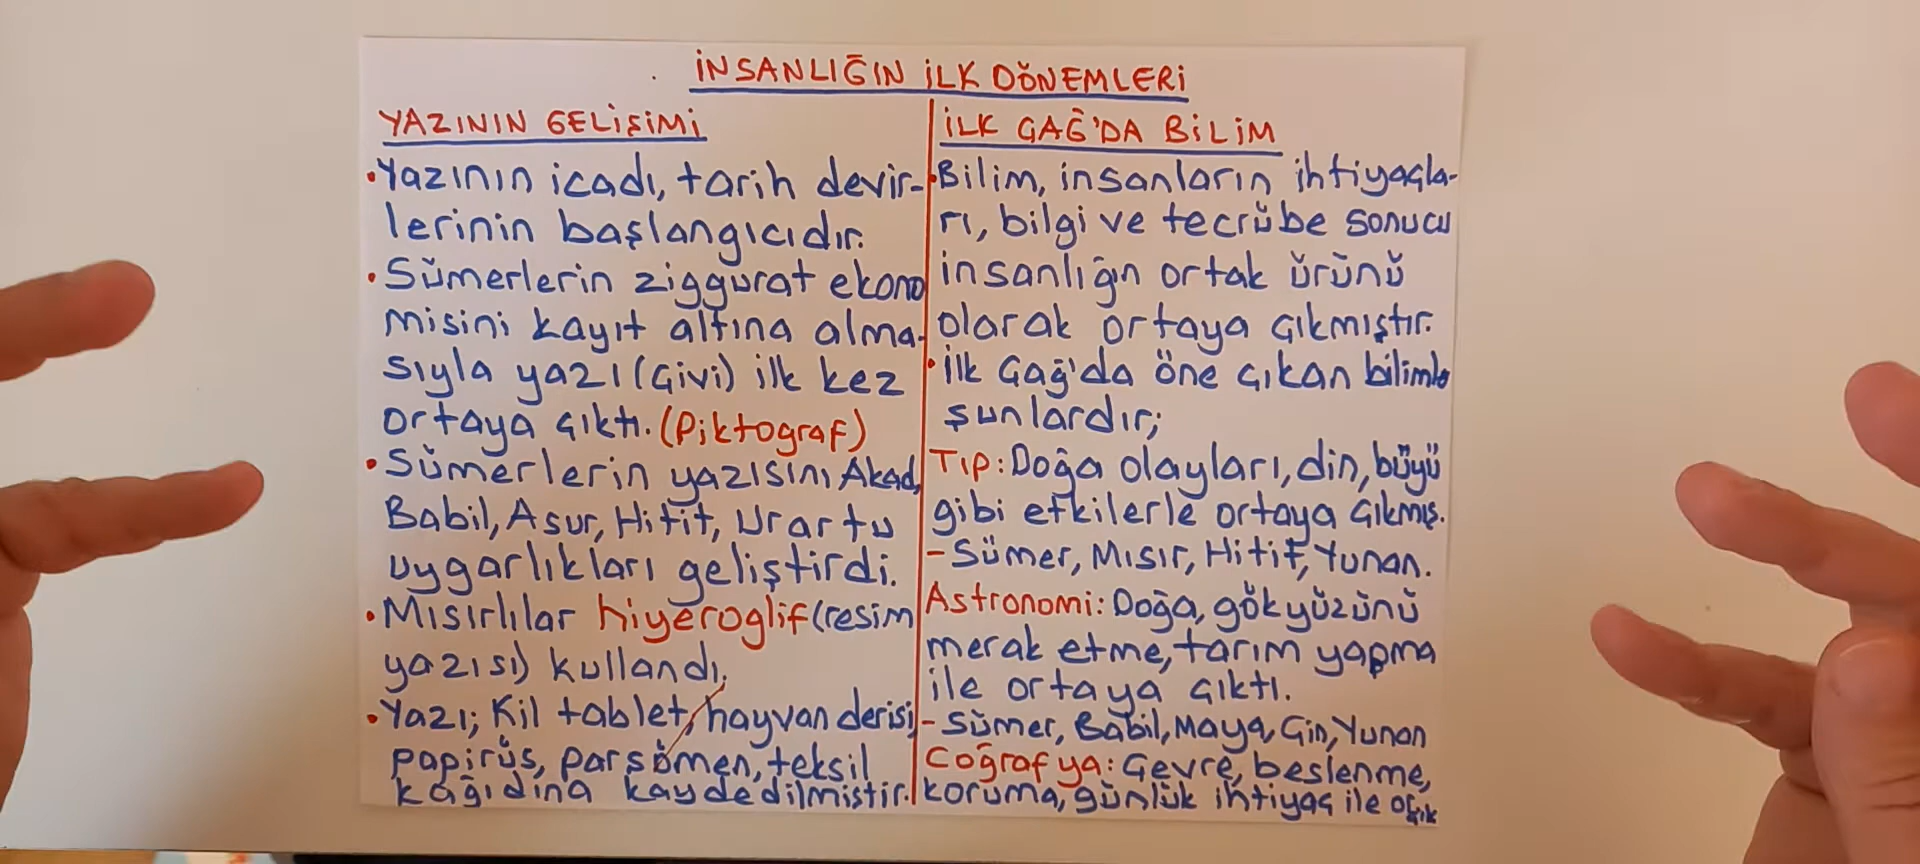 İNSANLIĞIN İLK DÖNEMLERİ
YAZININ GELİŞİMİ
•Yazının icadı, tarih devir-
lerinin başlangıcıdır.
•Sümerlerin ziggurat ekono
misini kayıt altına alma-
sıyla yazı (Çivi) ilk kez
ortaya çıktı. (Piktograf)
•Sümerlerin yazısını Akad,
Babil, Asur, Hitit, Urartu
uygarlıkları geliştirdi.
•Mısırlılar hiyeroglif (resim
yazısı) kullandı.
•Yazı; Kil tablet, hayvan derisi,
papirüs, parşömen, teksil
kağıdına kaydedilmiştir.
İLK ÇAĞ'DA BİLİM
•Bilim, insanların ihtiyaçla-
rı, bilgi ve tecrübe sonucu
insanlığın ortak ürünü
olarak ortaya çıkmıştır.
•İlk Çağ'da öne çıkan bilimle
şunlardır;
Tıp: Doğa olayları, din, büyü
gibi etkilerle ortaya çıkmış.
-Sümer, Mısır, Hitit, Yunan.
Astronomi: Doğa, gökyüzünü
merak etme, tarım yapma
ile ortaya çıktı.
-Sümer, Babil, Maya, Çin, Yunan
Coğrafya: Çevre, beslenme,
koruma, günlük ihtiyaç ile o çık